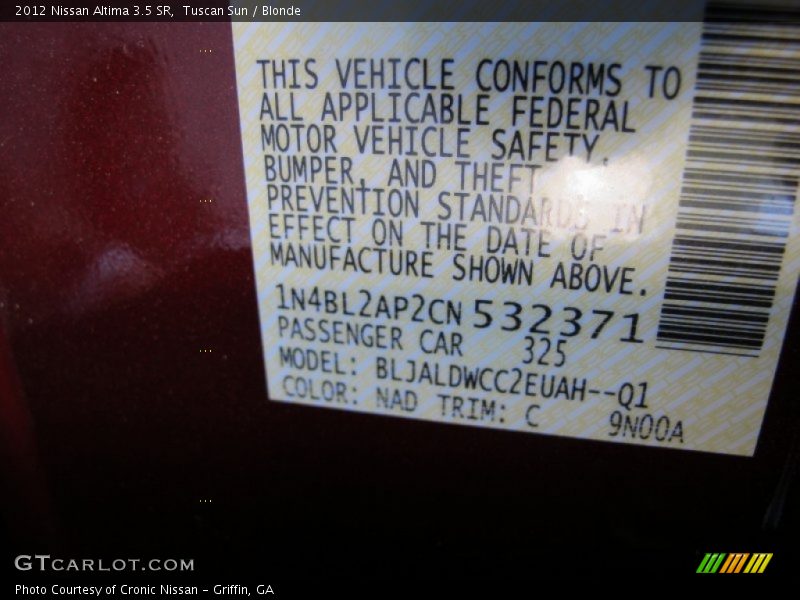 2012 Nissan Altima 3.5 SR,  Tuscan Sun / Blonde
THIS VEHICLE CONFORMS TO
ALL APPLICABLE FEDERAL
MOTOR VEHICLE SAFETY,
BUMPER, AND THEFT
PREVENTION STANDARDS IN
EFFECT ON THE DATE OF
MANUFACTURE SHOWN ABOVE.
1N4BL2AP2CN 532371
PASSENGER CAR 325
MODEL: BLJALDWCC2EUAH--Q1
COLOR: NAD TRIM: C 9N00A
GTCARLOT.COM
Photo Courtesy of Cronic Nissan - Griffin, GA